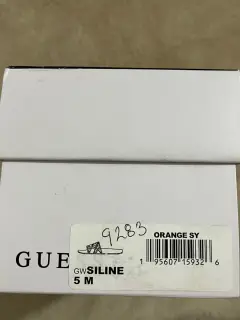 9283
ORANGE SY
1 95607 15932 6
GUE
GWSILINE
5 M